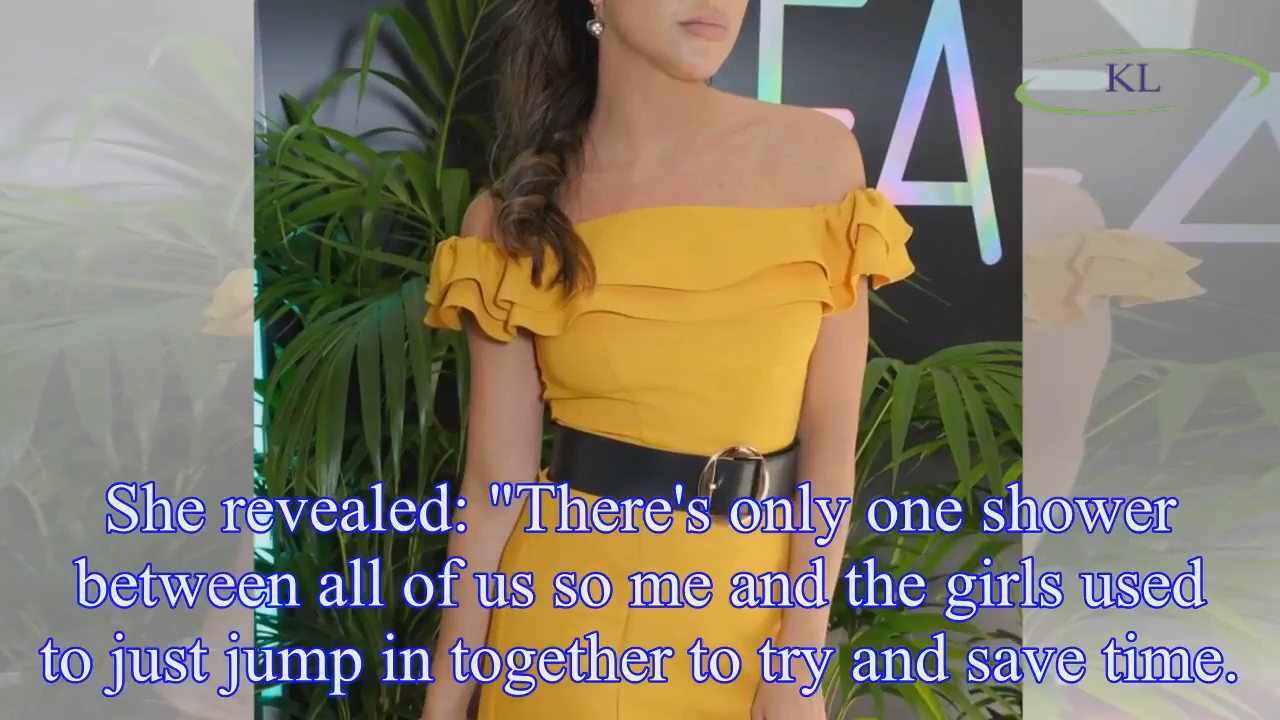 EA
KL
She revealed: "There's only one shower
between all of us so me and the girls used
to just jump in together to try and save time.